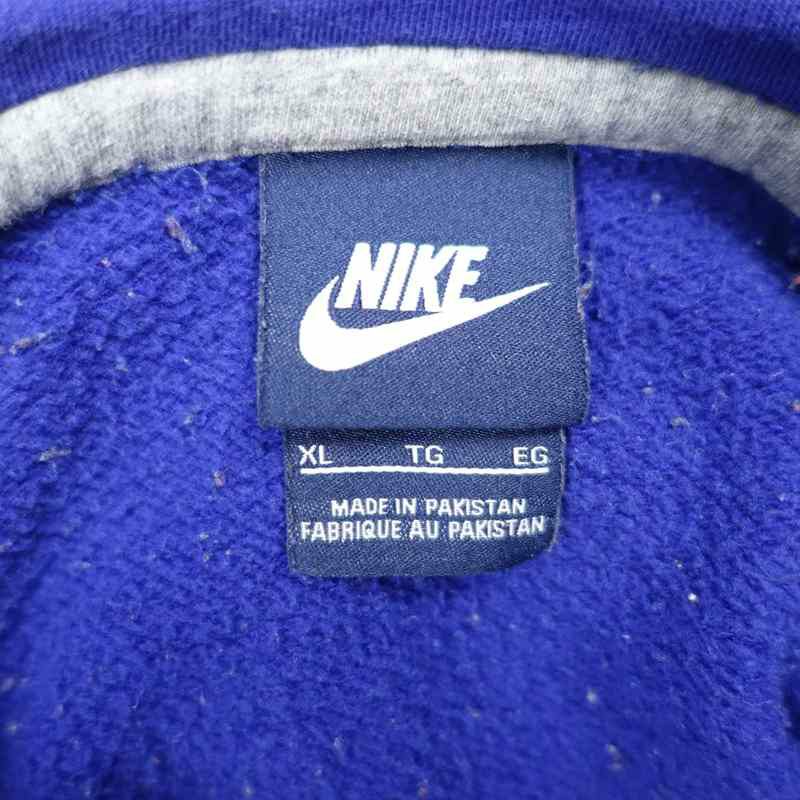 NIKE
XL TG EG
MADE IN PAKISTAN
FABRIQUE AU PAKISTAN